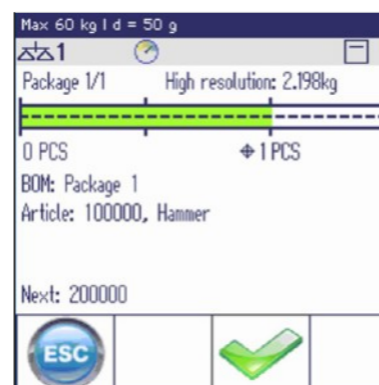 Max 60 kg | d = 50 g
1
Package 1/1 High resolution: 2.198kg
0 PCS 1 PCS
BOM: Package 1
Article: 100000, Hammer
Next: 200000
ESC